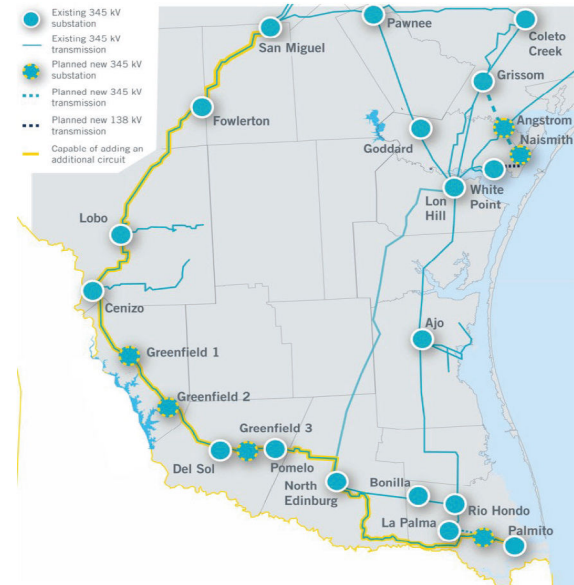 Existing 345 kV
substation
Existing 345 kV
transmission
Planned new 345 kV
substation
Planned new 345 kV
transmission
Planned new 138 kV
transmission
Capable of adding an
additional circuit
Pawnee
San Miguel
Coleto
Creek
Grissom
Fowlerton
Angstrom
Naismith
Goddard
White
Point
Lon
Hill
Lobo
Cenizo
Ajo
Greenfield 1
Greenfield 2
Greenfield 3
Del Sol
Pomelo
North
Edinburg
Bonilla
Rio Hondo
La Palma
Palmito